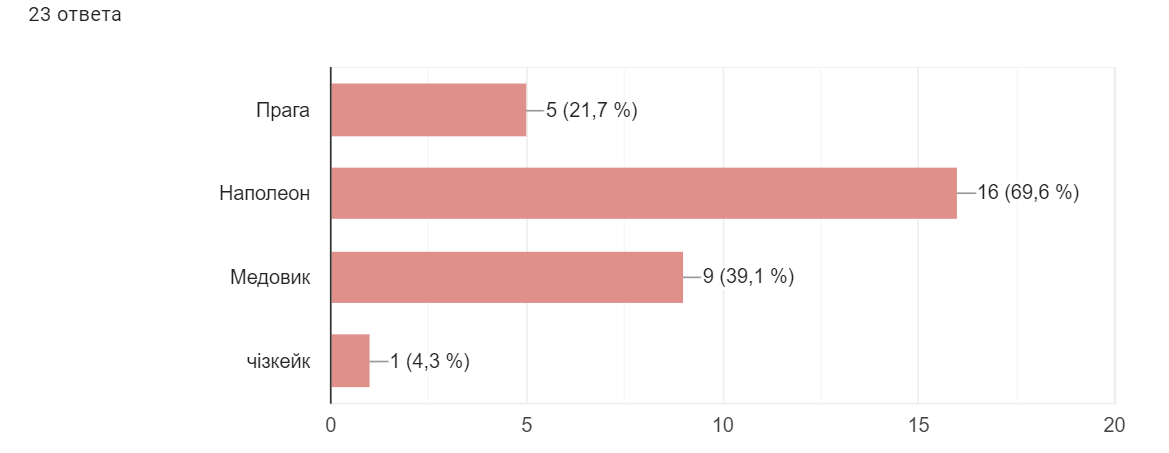 23 ответа
Прага
5 (21,7 %)
Наполеон
16 (69,6 %)
Медовик
9 (39,1 %)
чізкейк
1 (4,3 %)
0 5 10 15 20